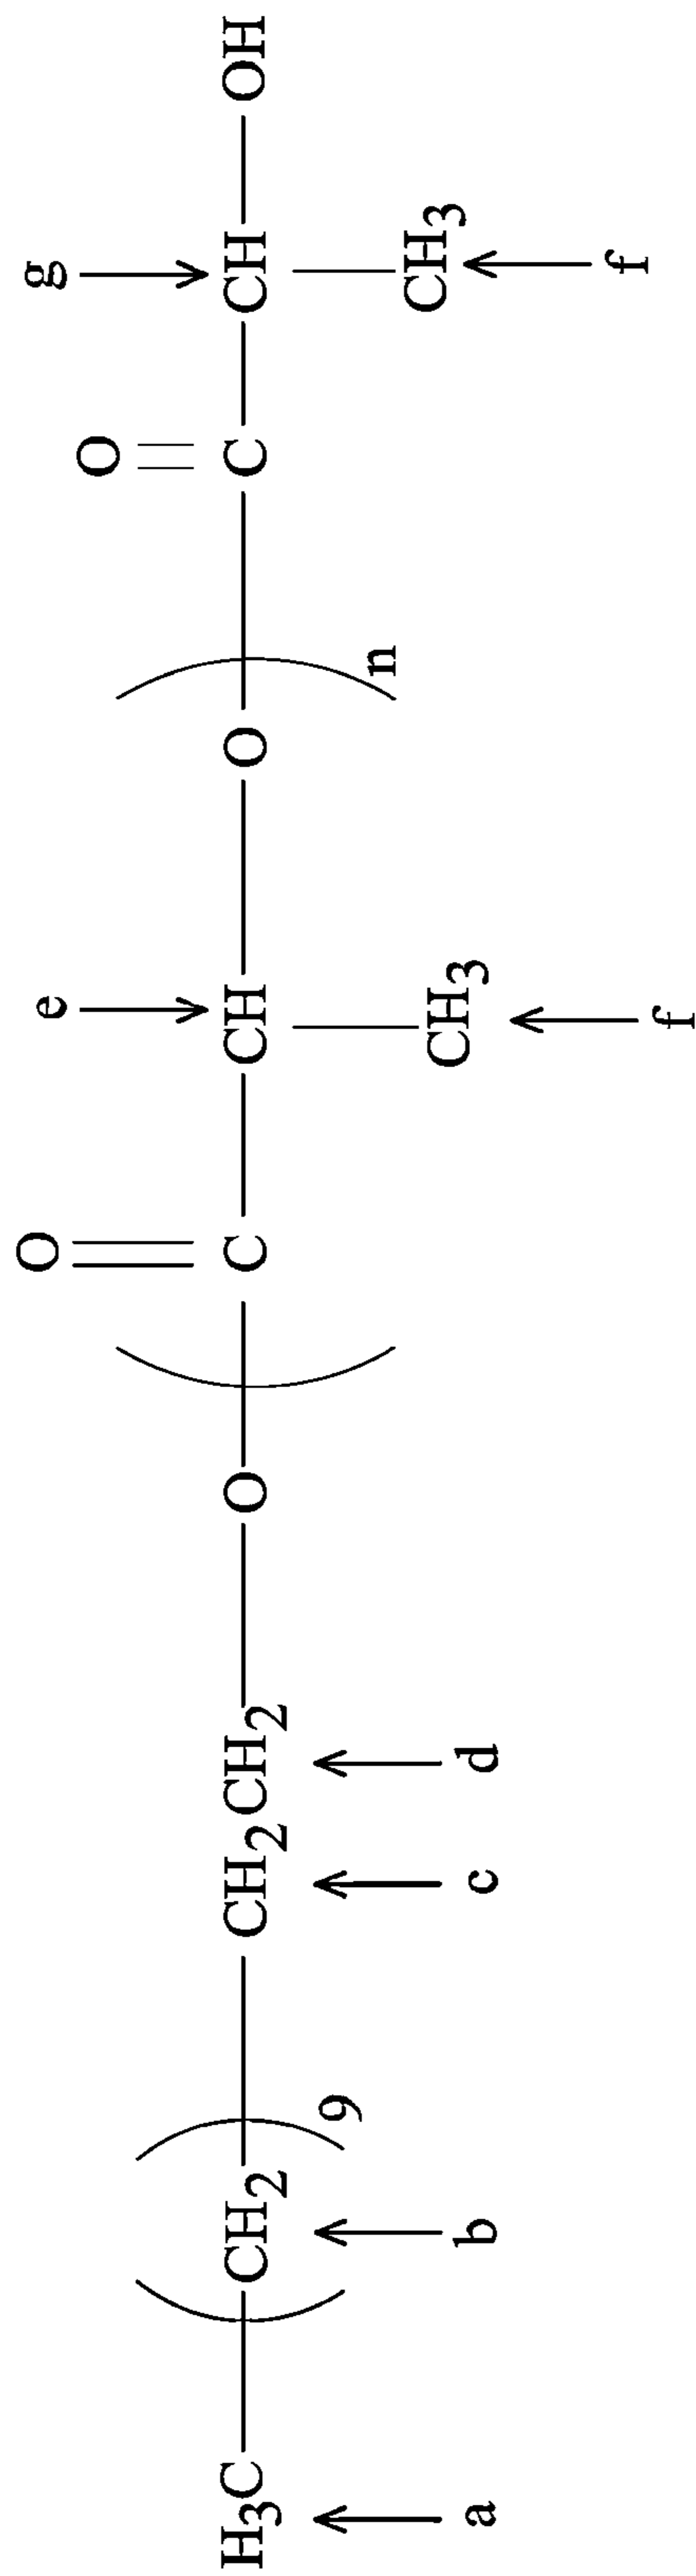 O e O g
H3C—(CH2)9—CH2CH2—O—(C—CH—O)n—C—CH—OH
CH3 CH3
a b c d f f